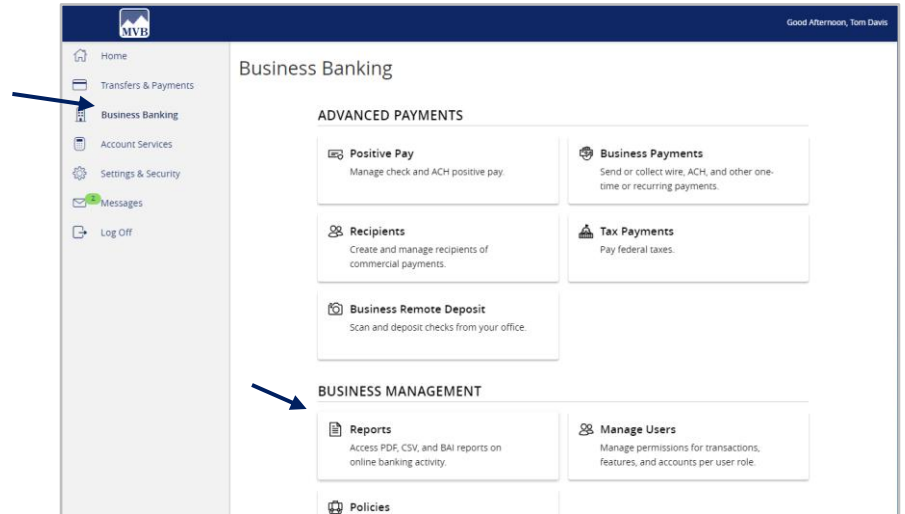 MVB
Good Afternoon, Tom Davis
Home
Transfers & Payments
Business Banking
Account Services
Settings & Security
2
Messages
Log Off
Business Banking
ADVANCED PAYMENTS
Positive Pay
Manage check and ACH positive pay.
Business Payments
Send or collect wire, ACH, and other one-
time or recurring payments.
Recipients
Create and manage recipients of
commercial payments.
Tax Payments
Pay federal taxes.
Business Remote Deposit
Scan and deposit checks from your office.
BUSINESS MANAGEMENT
Reports
Access PDF, CSV, and BAI reports on
online banking activity.
Manage Users
Manage permissions for transactions,
features, and accounts per user role.
Policies